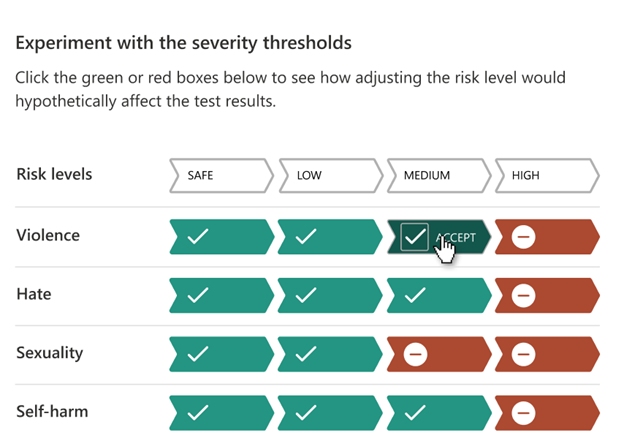 Experiment with the severity thresholds
Click the green or red boxes below to see how adjusting the risk level would
hypothetically affect the test results.
Risk levels SAFE LOW MEDIUM HIGH
Violence ACCEPT
Hate
Sexuality
Self-harm